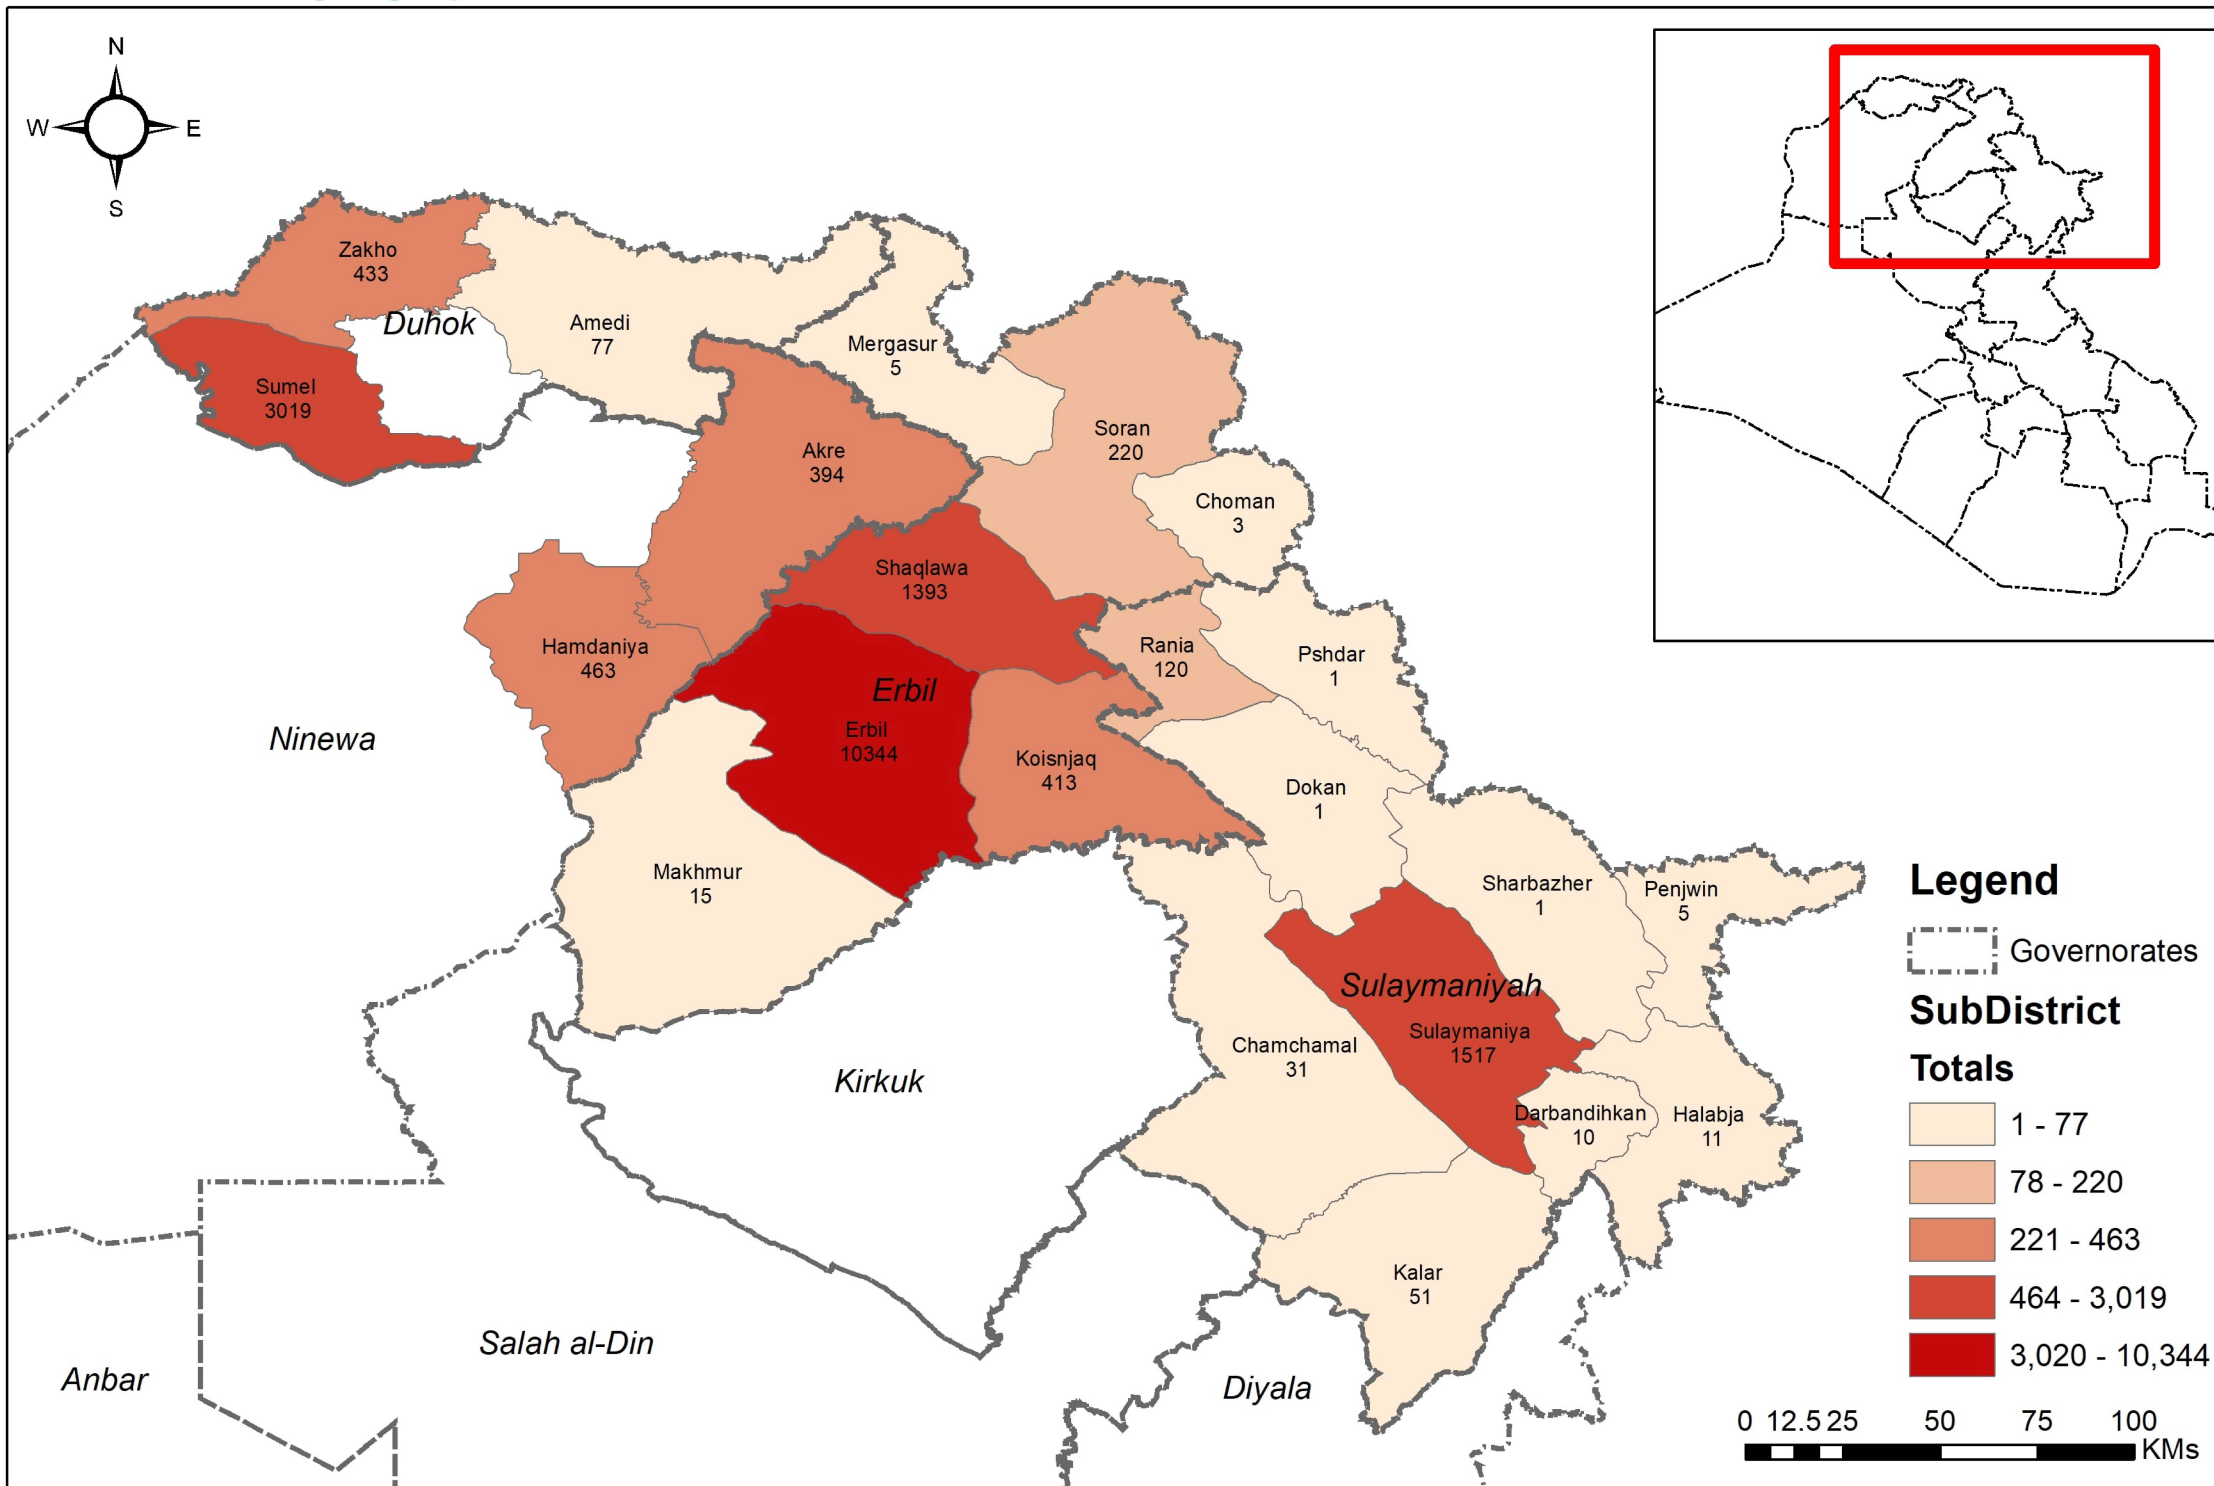 N
W E
S
Zakho
433
Duhok
Amedi
77
Mergasur
5
Sumel
3019
Soran
220
Akre
394
Choman
3
Shaqlawa
1393
Hamdaniya
463
Rania
120
Pshdar
1
Erbil
Erbil
10344
Ninewa
Koisnjaq
413
Dokan
1
Makhmur
15
Sharbazher
1
Penjwin
5
Sulaymaniyah
Sulaymaniya
1517
Chamchamal
31
Kirkuk
Darbandihkan
10
Halabja
11
Kalar
51
Salah al-Din
Anbar
Diyala
Legend
Governorates
SubDistrict
Totals
1 - 77
78 - 220
221 - 463
464 - 3,019
3,020 - 10,344
0 12.5 25 50 75 100
KMs